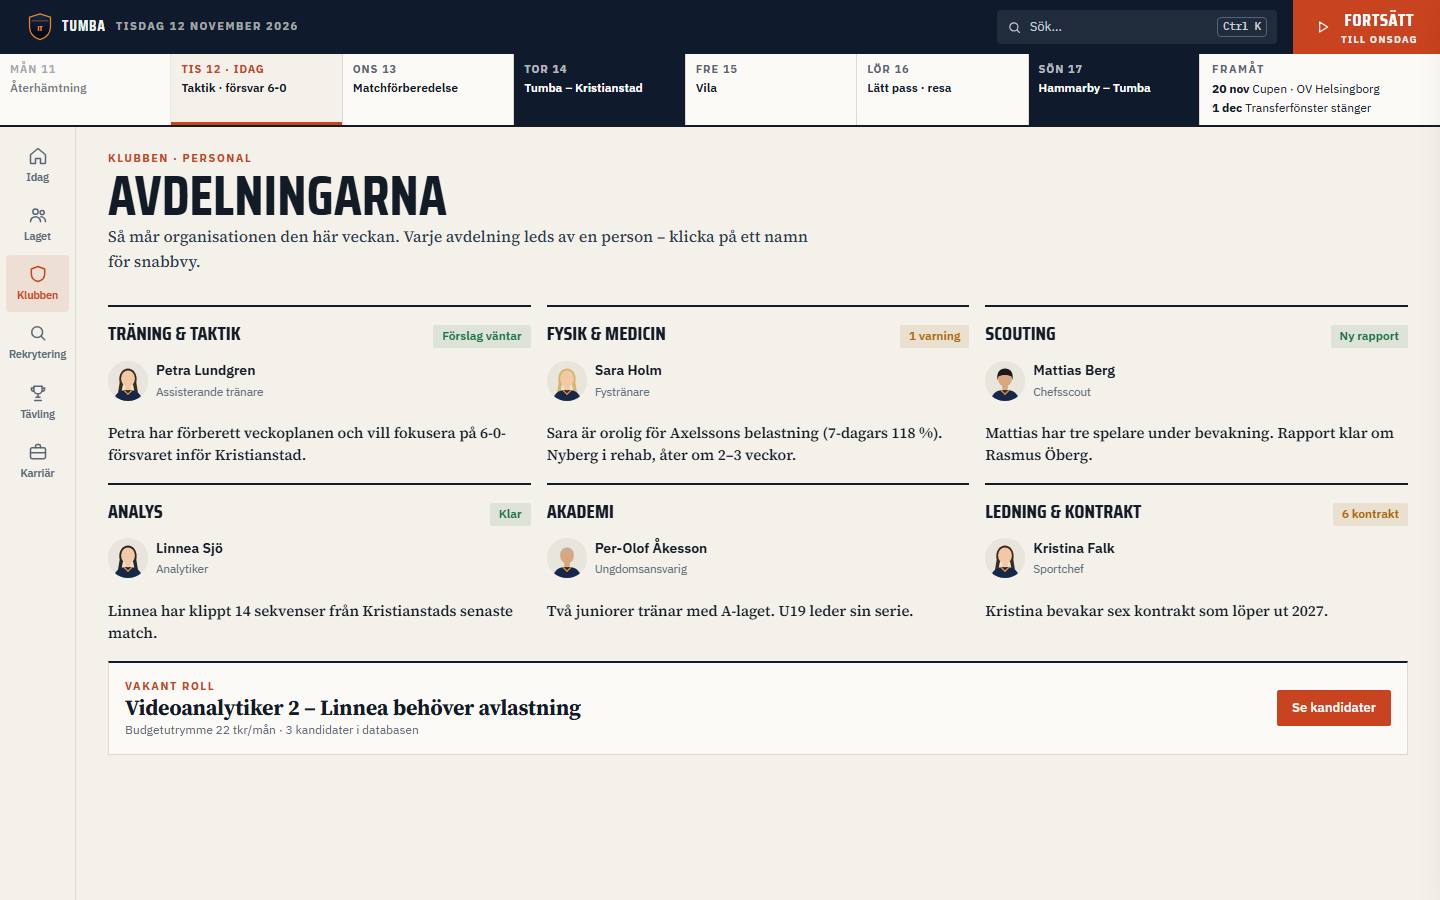 IT
TUMBA TISDAG 12 NOVEMBER 2026
Sök...
Ctrl K
FORTSÄTT
TILL ONSDAG
MÅN 11
Återhämtning
TIS 12 · IDAG
Taktik · försvar 6-0
ONS 13
Matchförberedelse
TOR 14
Tumba – Kristianstad
FRE 15
Vila
LÖR 16
Lätt pass · resa
SÖN 17
Hammarby – Tumba
FRAMÅT
20 nov Cupen · OV Helsingborg
1 dec Transferfönster stänger
Idag
Laget
Klubben
Rekrytering
Tävling
Karriär
KLUBBEN · PERSONAL
AVDELNINGARNA
Så mår organisationen den här veckan. Varje avdelning leds av en person – klicka på ett namn
för snabbvy.
TRÄNING & TAKTIK
Förslag väntar
Petra Lundgren
Assisterande tränare
Petra har förberett veckoplanen och vill fokusera på 6-0-
försvaret inför Kristianstad.
FYSIK & MEDICIN
1 varning
Sara Holm
Fystränare
Sara är orolig för Axelssons belastning (7-dagars 118 %).
Nyberg i rehab, åter om 2–3 veckor.
SCOUTING
Ny rapport
Mattias Berg
Chefsscout
Mattias har tre spelare under bevakning. Rapport klar om
Rasmus Öberg.
ANALYS
Klar
Linnea Sjö
Analytiker
Linnea har klippt 14 sekvenser från Kristianstads senaste
match.
AKADEMI
Per-Olof Åkesson
Ungdomsansvarig
Två juniorer tränar med A-laget. U19 leder sin serie.
LEDNING & KONTRAKT
6 kontrakt
Kristina Falk
Sportchef
Kristina bevakar sex kontrakt som löper ut 2027.
VAKANT ROLL
Videoanalytiker 2 – Linnea behöver avlastning
Budgetutrymme 22 tkr/mån · 3 kandidater i databasen
Se kandidater